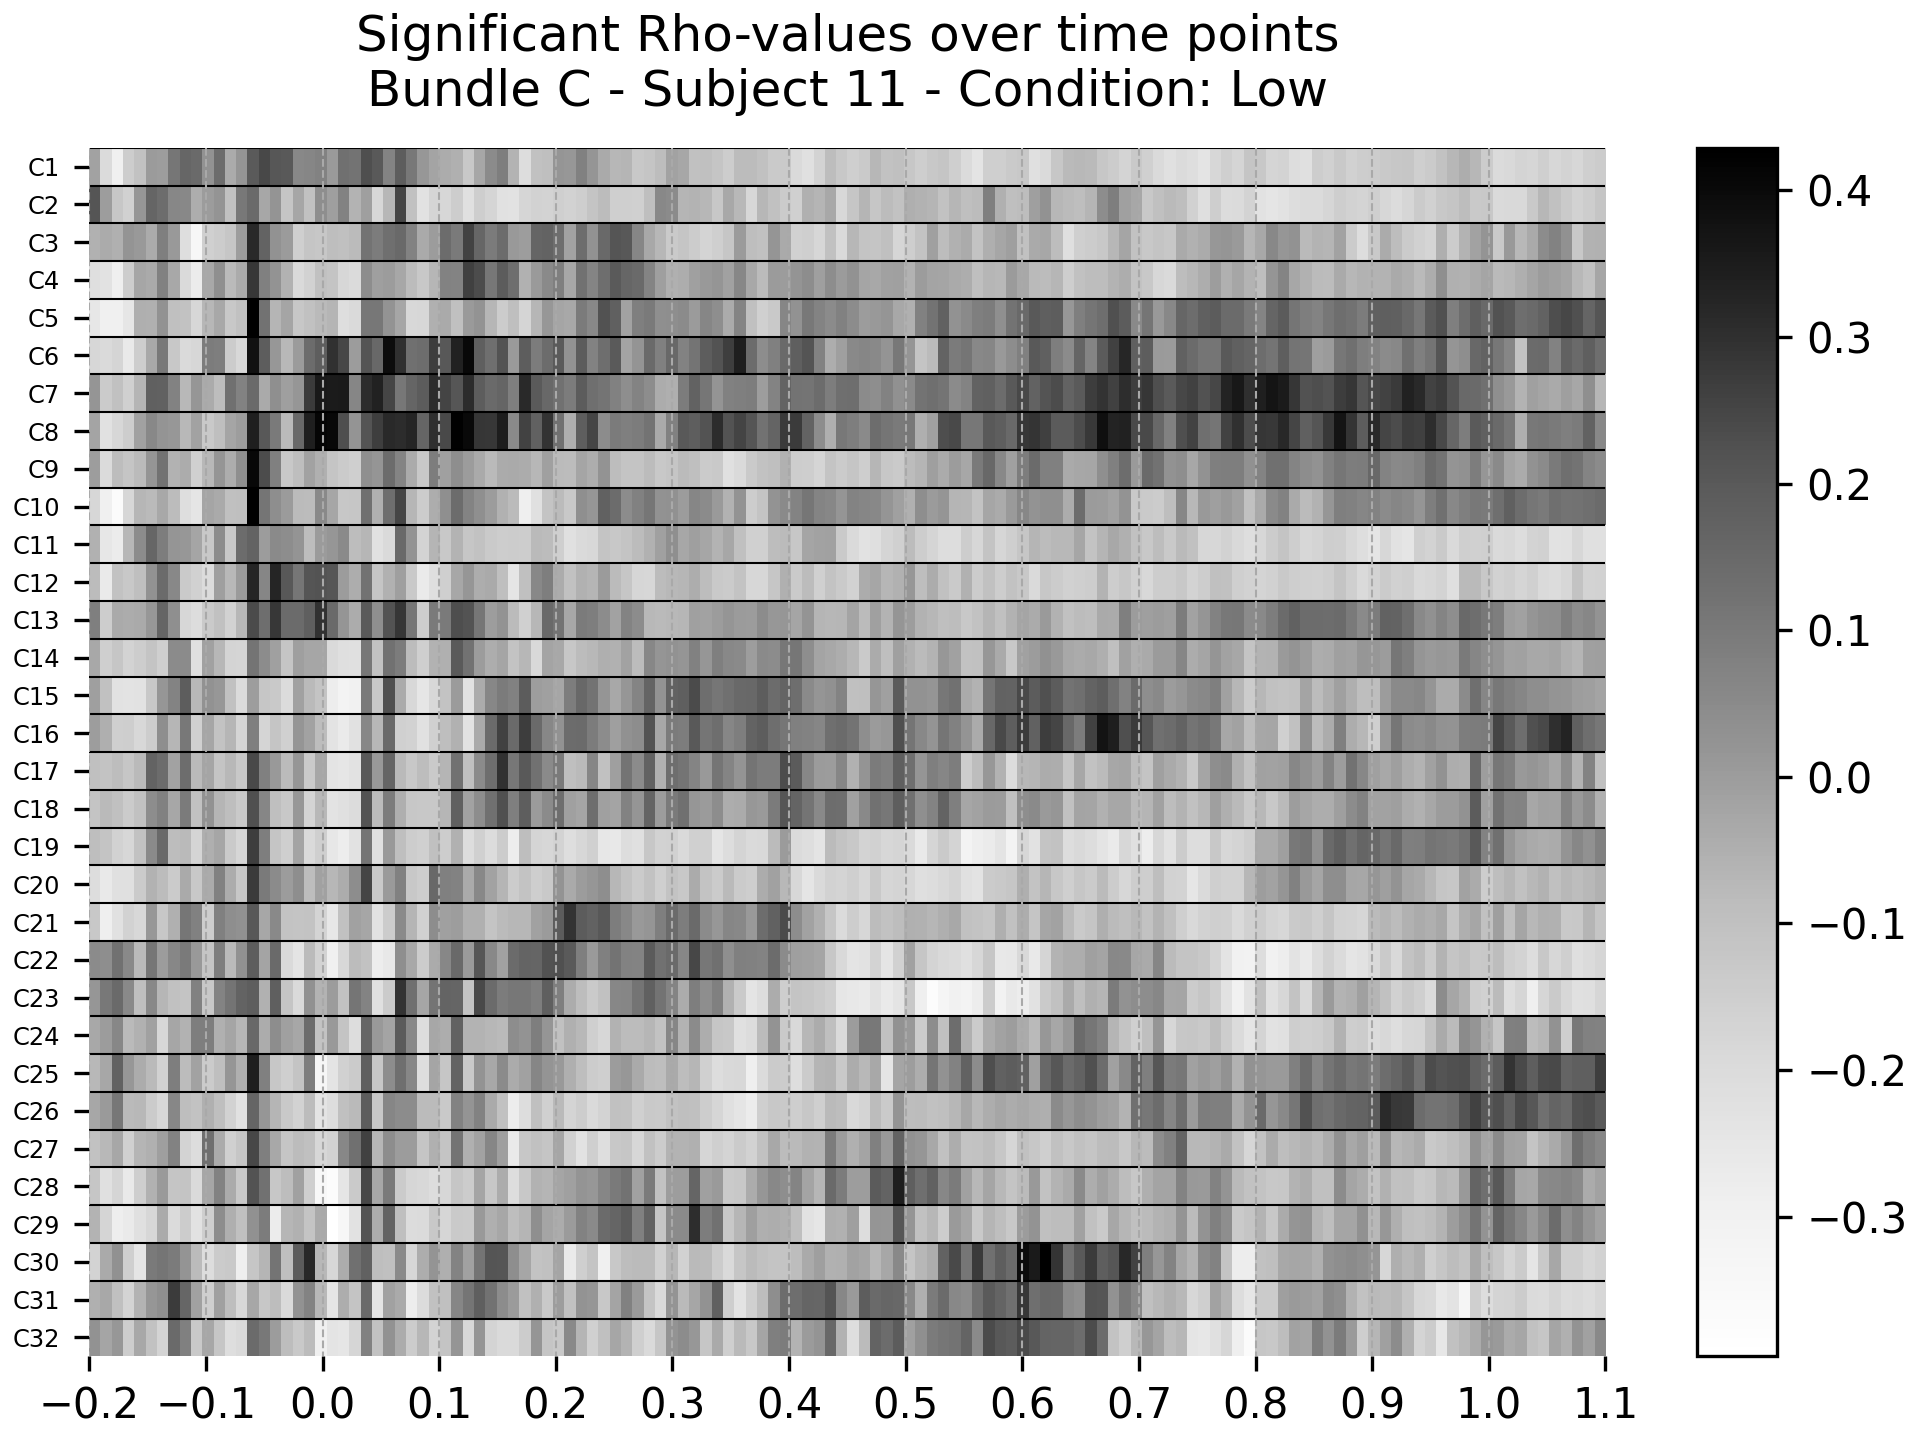 Significant Rho-values over time points
Bundle C - Subject 11 - Condition: Low
C1
C2
C3
C4
C5
C6
C7
C8
C9
C10
C11
C12
C13
C14
C15
C16
C17
C18
C19
C20
C21
C22
C23
C24
C25
C26
C27
C28
C29
C30
C31
C32
−0.2 −0.1 0.0 0.1 0.2 0.3 0.4 0.5 0.6 0.7 0.8 0.9 1.0 1.1
0.4
0.3
0.2
0.1
0.0
−0.1
−0.2
−0.3